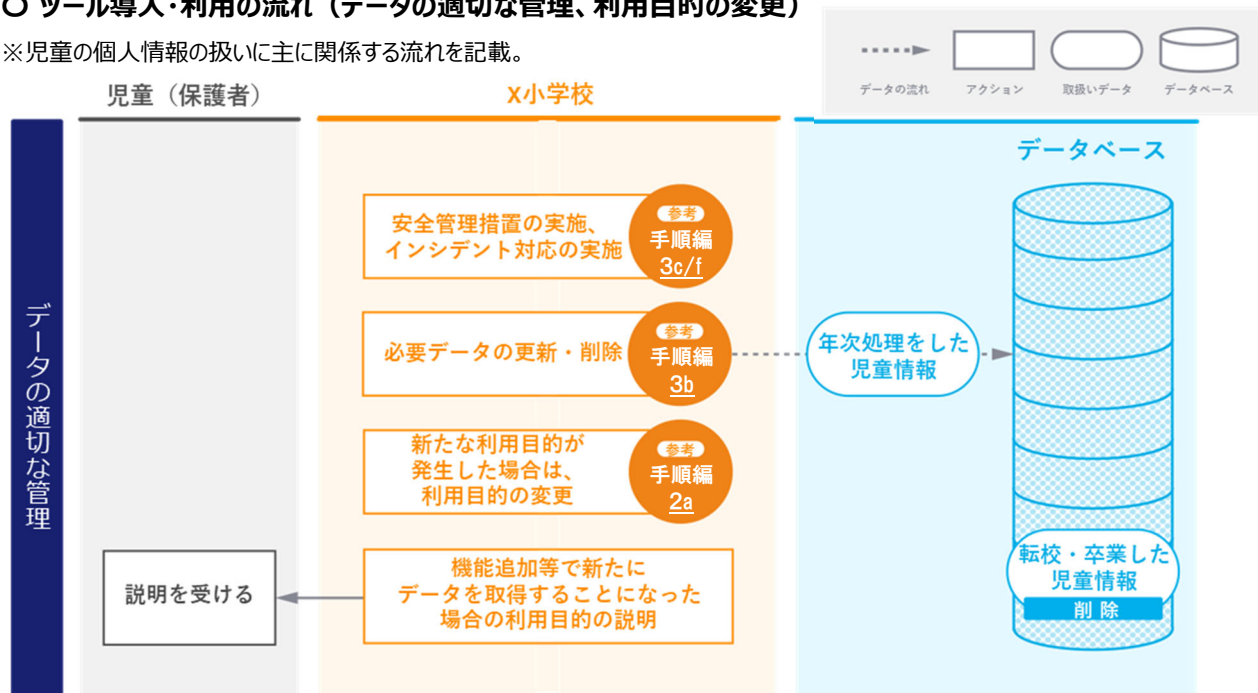 〇 ツール導入・利用の流れ（データの適切な管理、利用目的の変更）
※児童の個人情報の扱いに主に関係する流れを記載。
データの流れ
アクション
取扱いデータ
データベース
児童（保護者）
X小学校
データベース
データの適切な管理
安全管理措置の実施、
インシデント対応の実施
参考
手順編
3c/f
必要データの更新・削除
参考
手順編
3b
年次処理をした
児童情報
新たな利用目的が
発生した場合は、
利用目的の変更
参考
手順編
2a
説明を受ける
機能追加等で新たに
データを取得することになった
場合の利用目的の説明
転校・卒業した
児童情報
削除